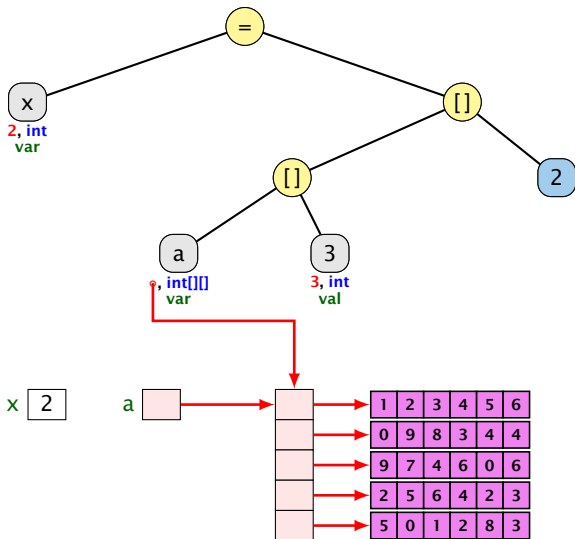 =
x
[]
2, int
var
[]
2
a
3
, int[][]
var
3, int
val
x 2
a
1 2 3 4 5 6
0 9 8 3 4 4
9 7 4 6 0 6
2 5 6 4 2 3
5 0 1 2 8 3